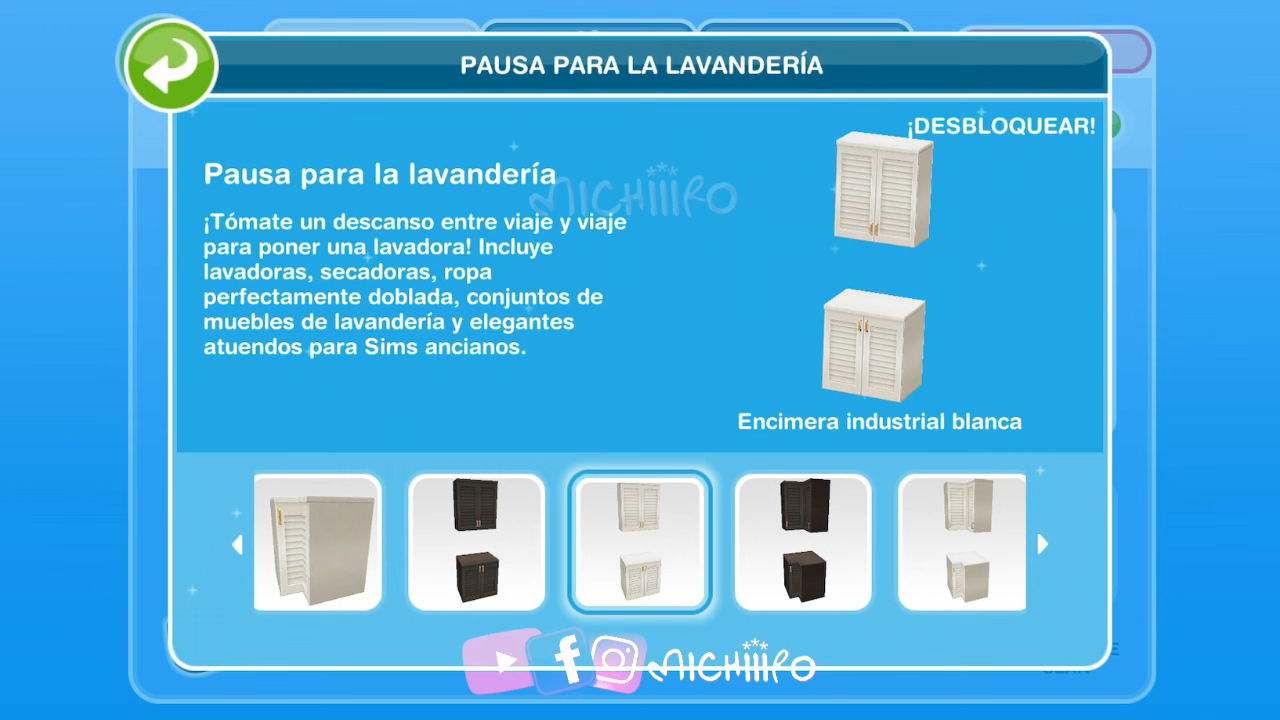 PAUSA PARA LA LAVANDERÍA
¡DESBLOQUEAR!
Pausa para la lavandería
MICHIIIRO
¡Tómate un descanso entre viaje y viaje
para poner una lavadora! Incluye
lavadoras, secadoras, ropa
perfectamente doblada, conjuntos de
muebles de lavandería y elegantes
atuendos para Sims ancianos.
Encimera industrial blanca
MICHIIIRO